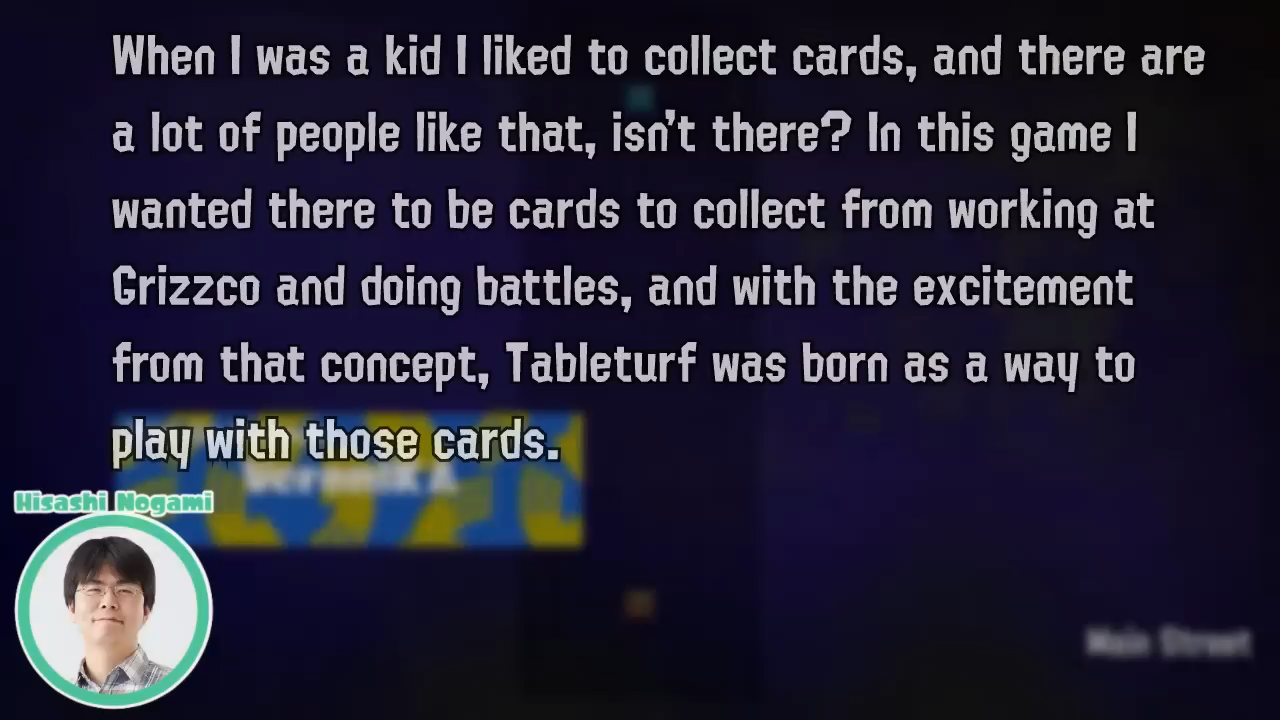 When I was a kid I liked to collect cards, and there are
a lot of people like that, isn't there? In this game I
wanted there to be cards to collect from working at
Grizzco and doing battles, and with the excitement
from that concept, Tableturf was born as a way to
play with those cards.
Hisashi Nogami
Main Street